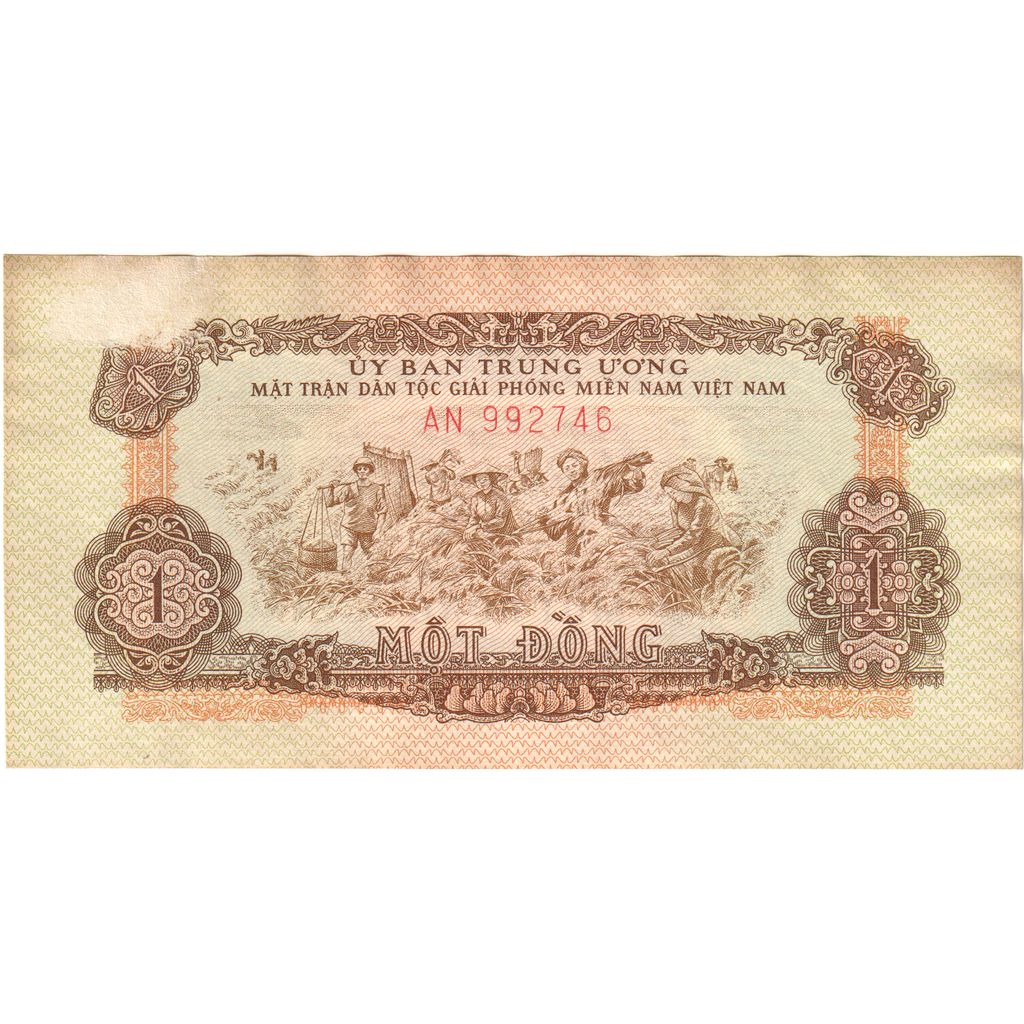 ỦY BAN TRUNG ƯƠNG
MẶT TRẬN DÂN TỘC GIẢI PHÓNG MIỀN NAM VIỆT NAM
AN 992746
1 1
MỘT ĐỒNG